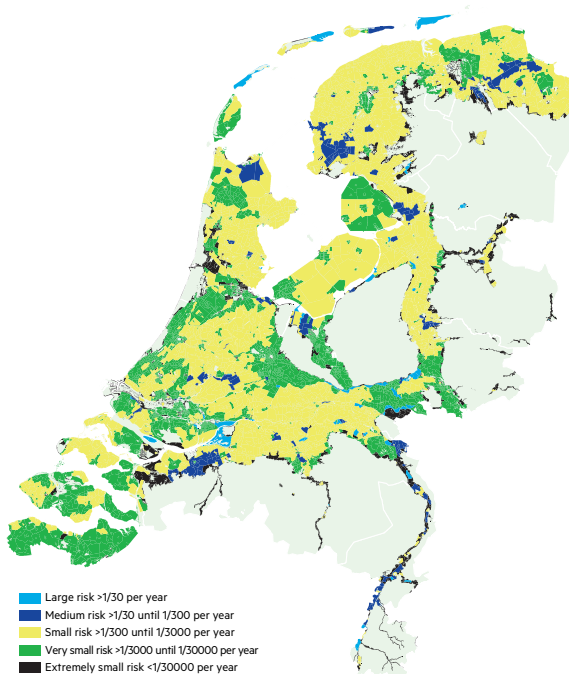 Large risk >1/30 per year
Medium risk >1/30 until 1/300 per year
Small risk >1/300 until 1/3000 per year
Very small risk >1/3000 until 1/30000 per year
Extremely small risk <1/30000 per year